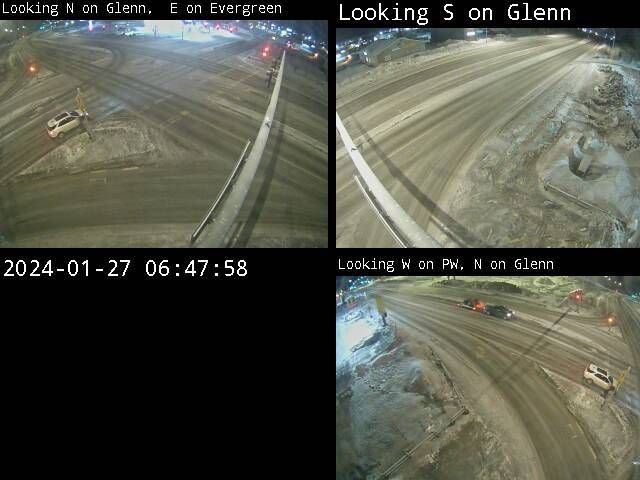 Looking N on Glenn,  E on Evergreen
Looking S on Glenn
2024-01-27 06:47:58
Looking W on PW, N on Glenn